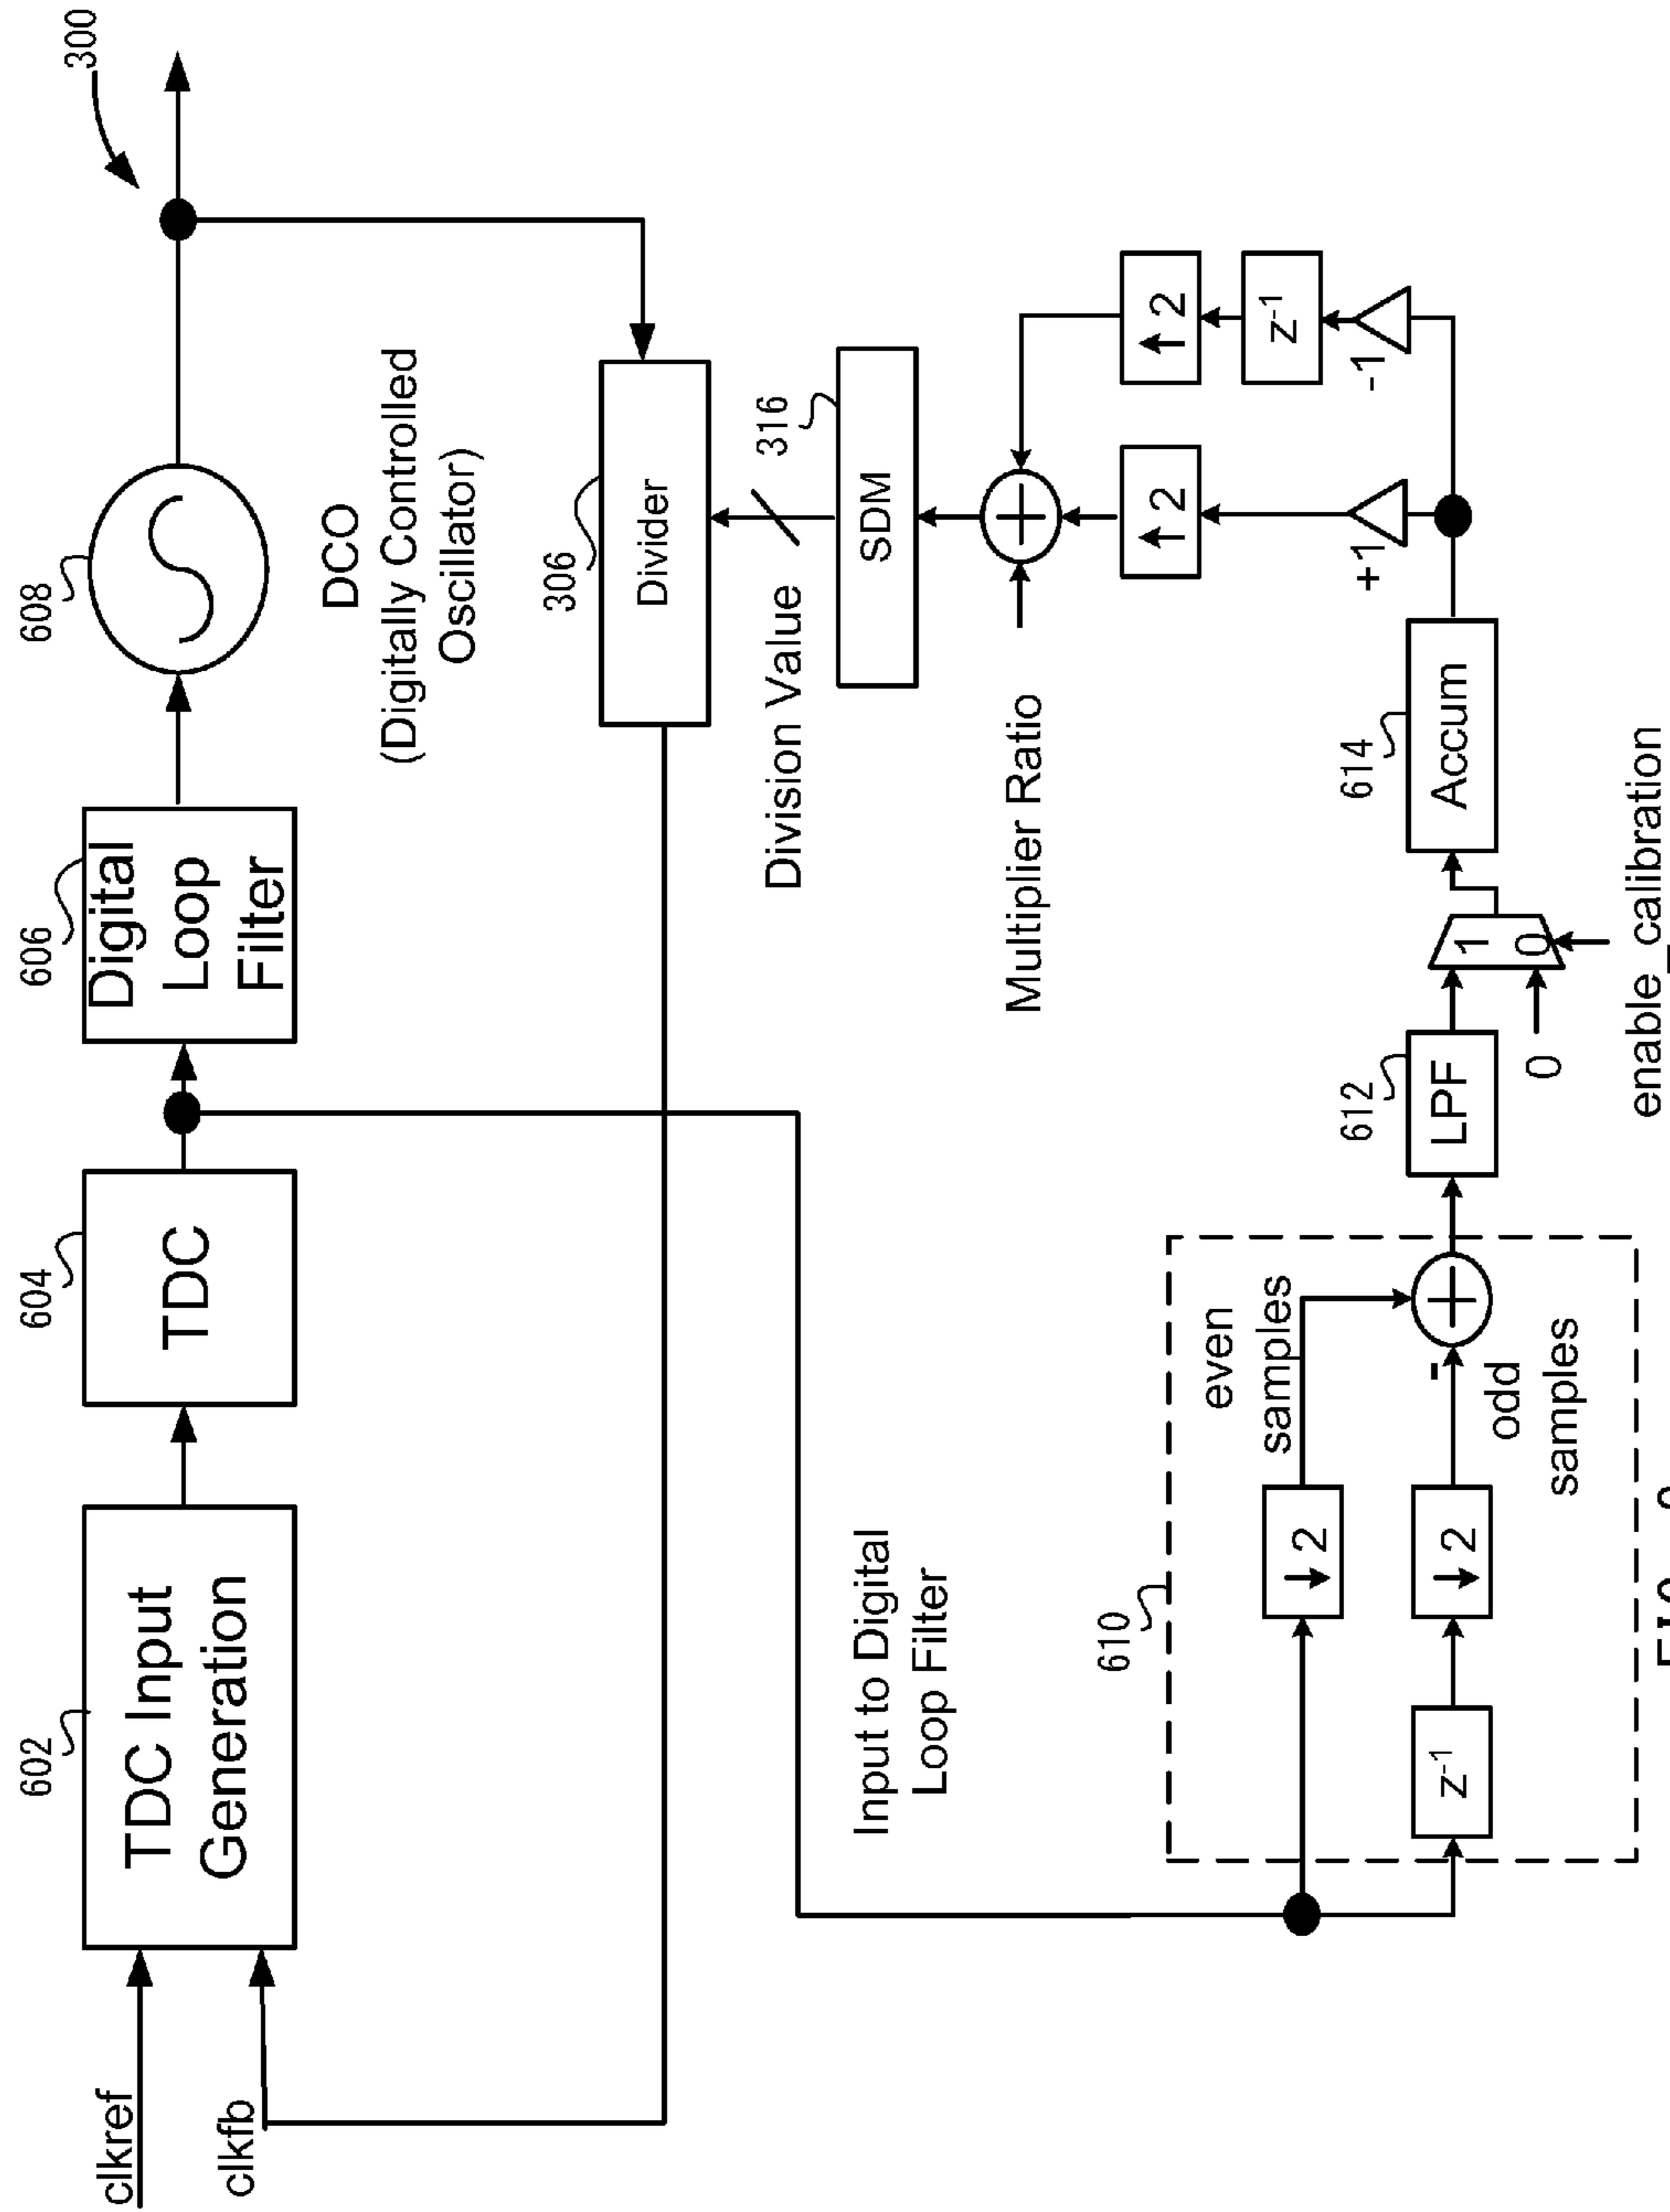 300
608
DCO
(Digitally Controlled
Oscillator)
606
Digital
Loop
Filter
604
TDC
602
TDC Input
Generation
clkref
clkfb
306
Divider
Division Value
316
SDM
Multiplier Ratio
+
↑ 2
↑ 2
z-1
+1
-1
Input to Digital
Loop Filter
610
↓ 2
even
samples
z-1
↓ 2
-
+
odd
samples
612
LPF
1
0
0
enable_calibration
614
Accum